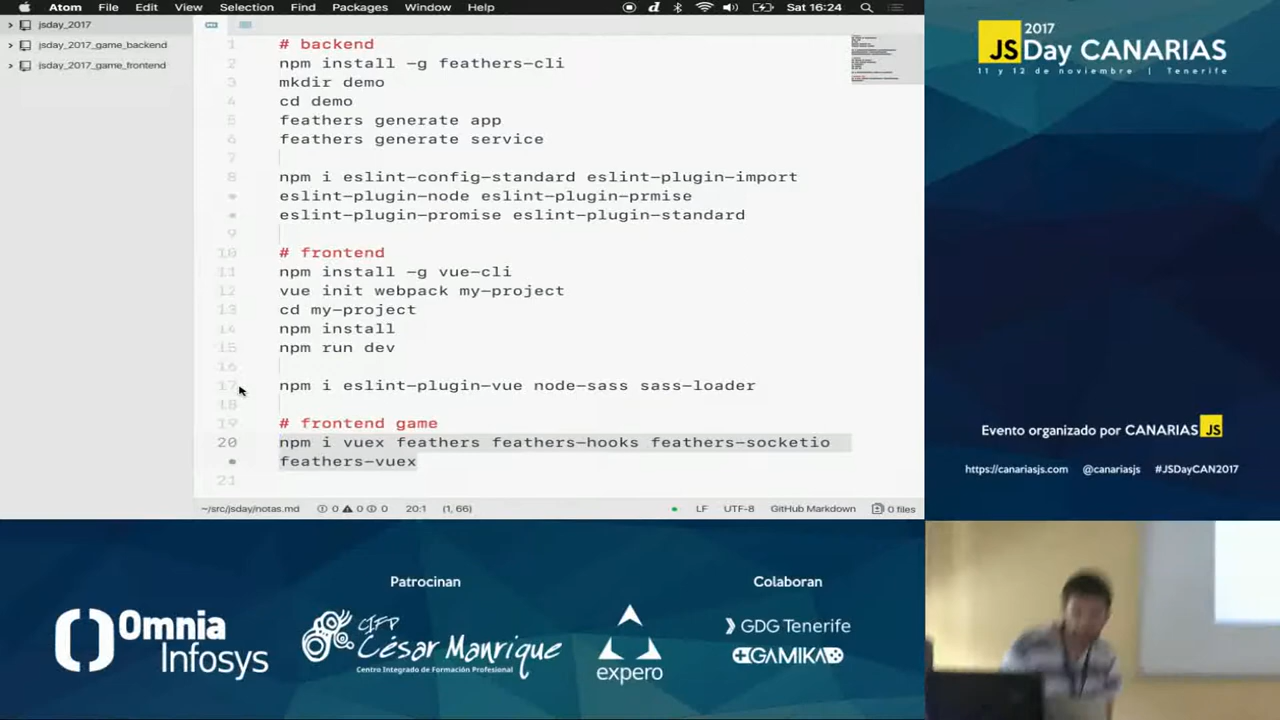 Atom File Edit View Selection Find Packages Window Help Sat 16:24
jsday_2017
jsday_2017_game_backend
jsday_2017_game_frontend
1 # backend
2 npm install -g feathers-cli
3 mkdir demo
4 cd demo
5 feathers generate app
6 feathers generate service
7
8 npm i eslint-config-standard eslint-plugin-import
eslint-plugin-node eslint-plugin-prmise
eslint-plugin-promise eslint-plugin-standard
9
10 # frontend
11 npm install -g vue-cli
12 vue init webpack my-project
13 cd my-project
14 npm install
15 npm run dev
16
17 npm i eslint-plugin-vue node-sass sass-loader
18
19 # frontend game
20 npm i vuex feathers feathers-hooks feathers-socketio
feathers-vuex
21
~/src/jsday/notas.md 0 0 0 20:1 (1, 66) LF UTF-8 GitHub Markdown 0 files
JS 2017
Day CANARIAS
11 y 12 de noviembre | Tenerife
Evento organizado por CANARIAS JS
https://canariasjs.com @canariasjs #JSDayCAN2017
Patrocinan
Colaboran
Omnia
Infosys
CIFP
César Manrique
Centro Integrado de Formación Profesional
expero
GDG Tenerife
GAMIKA